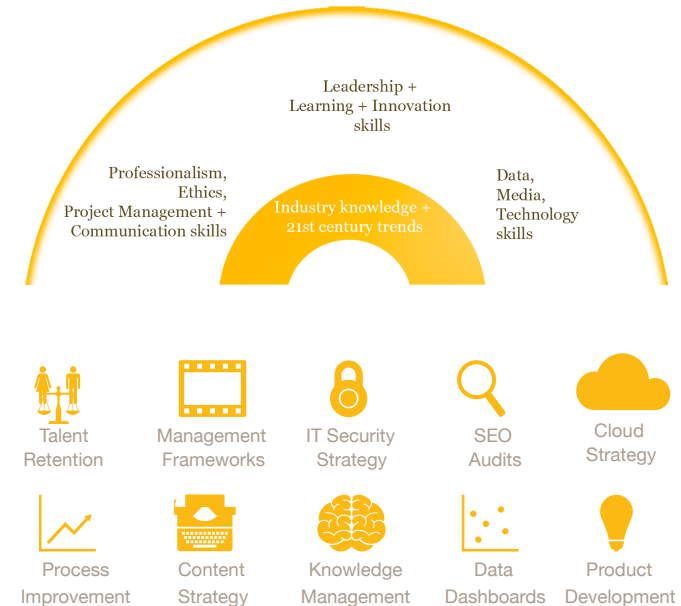 Leadership +
Learning + Innovation
skills
Professionalism,
Ethics,
Project Management +
Communication skills
Industry knowledge +
21st century trends
Data,
Media,
Technology
skills
Talent
Retention
Management
Frameworks
IT Security
Strategy
SEO
Audits
Cloud
Strategy
Process
Improvement
Content
Strategy
Knowledge
Management
Data
Dashboards
Product
Development